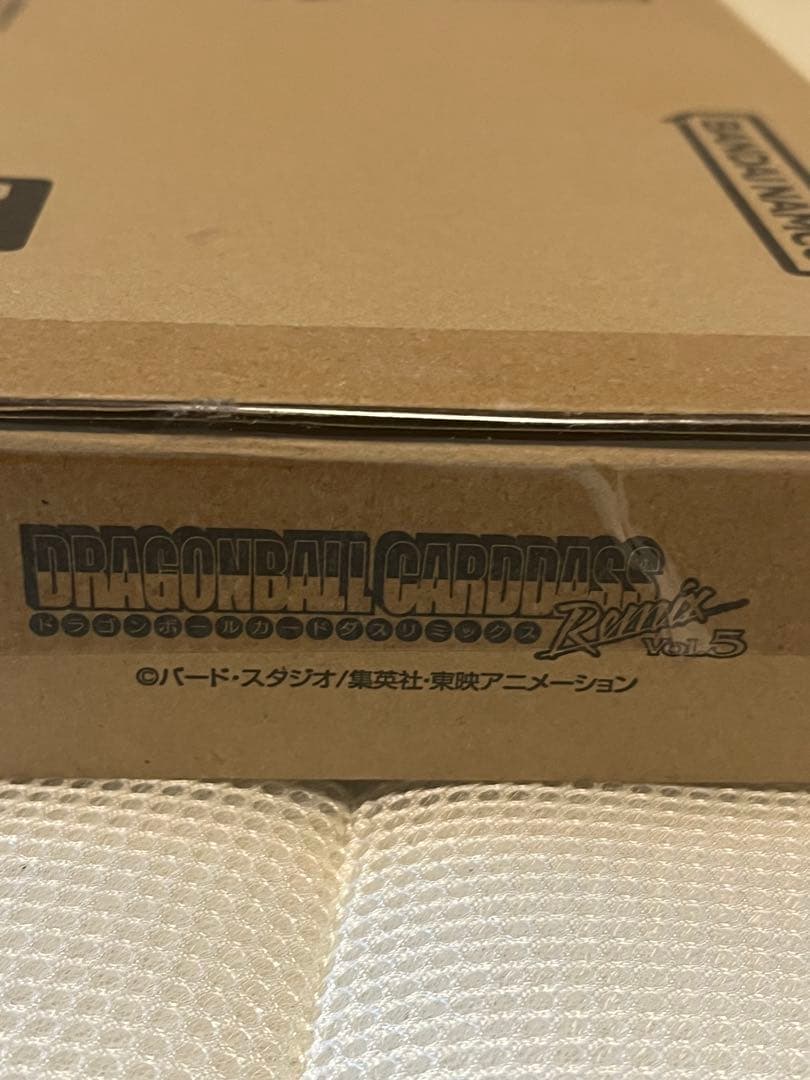 BANDAI NAMCO
DRAGONBALL CARDDASS
ドラゴンボールカードダスリミックス Remix
VOL.5
©バード・スタジオ/集英社・東映アニメーション